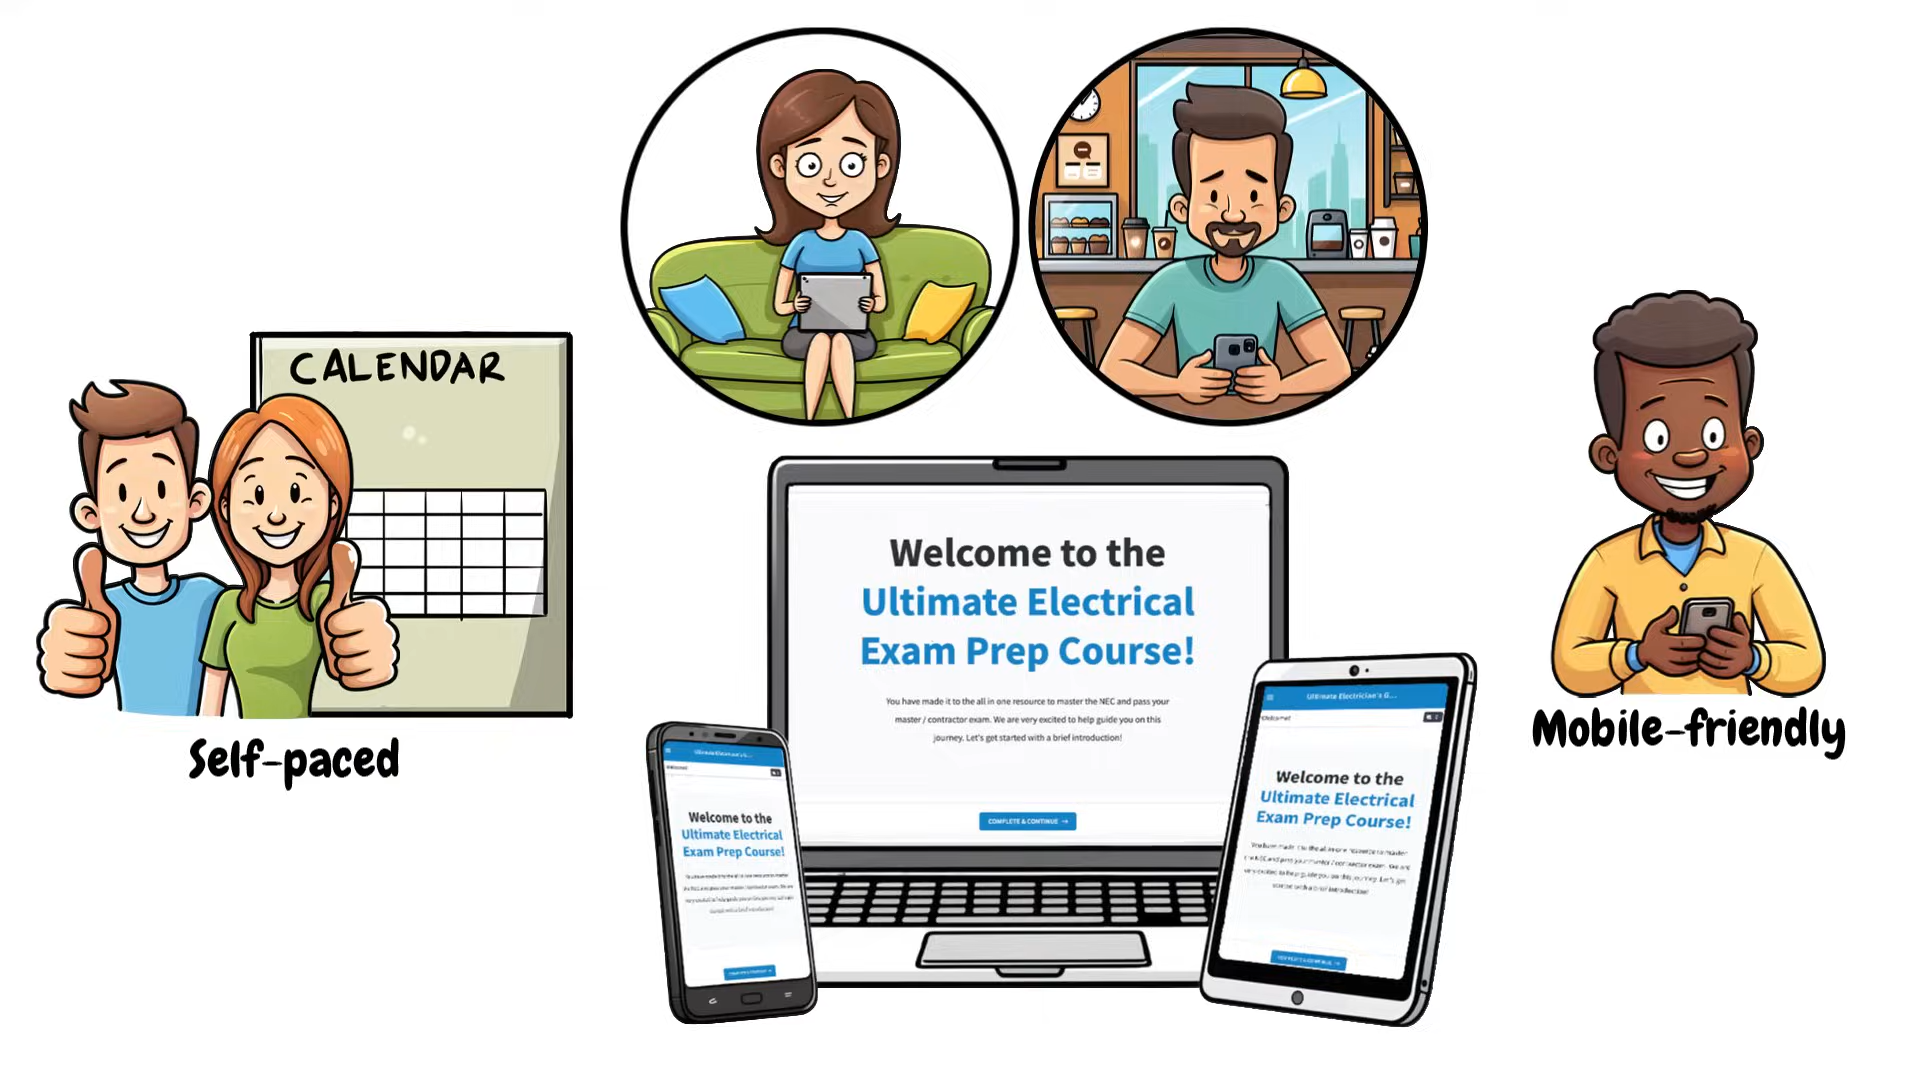 CALENDAR
Self-paced
Welcome to the
Ultimate Electrical
Exam Prep Course!
You have made it to the all in one resource to master the NEC and pass your
master / contractor exam. We are very excited to help guide you on this
journey. Let's get started with a brief introduction!
COMPLETE & CONTINUE →
Welcome to the
Ultimate Electrical
Exam Prep Course!
Ultimate Electrician's G...
Welcome to the
Ultimate Electrical
Exam Prep Course!
Mobile-friendly